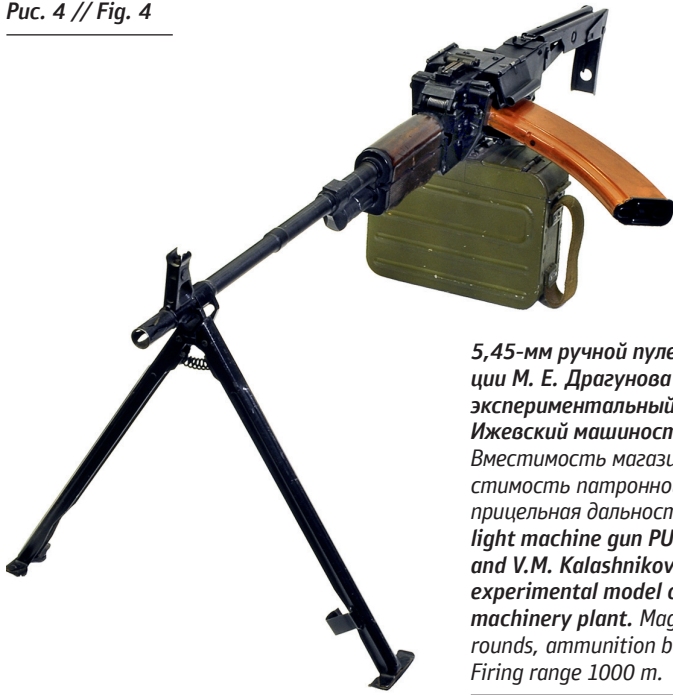 Рис. 4 // Fig. 4
5,45-мм ручной пуле
ции М. Е. Драгунова
экспериментальный
Ижевский машиност
Вместимость магази
стимость патронно
прицельная дальност
light machine gun PU
and V.M. Kalashnikov
experimental model o
machinery plant. Mag
rounds, ammunition b
Firing range 1000 m.